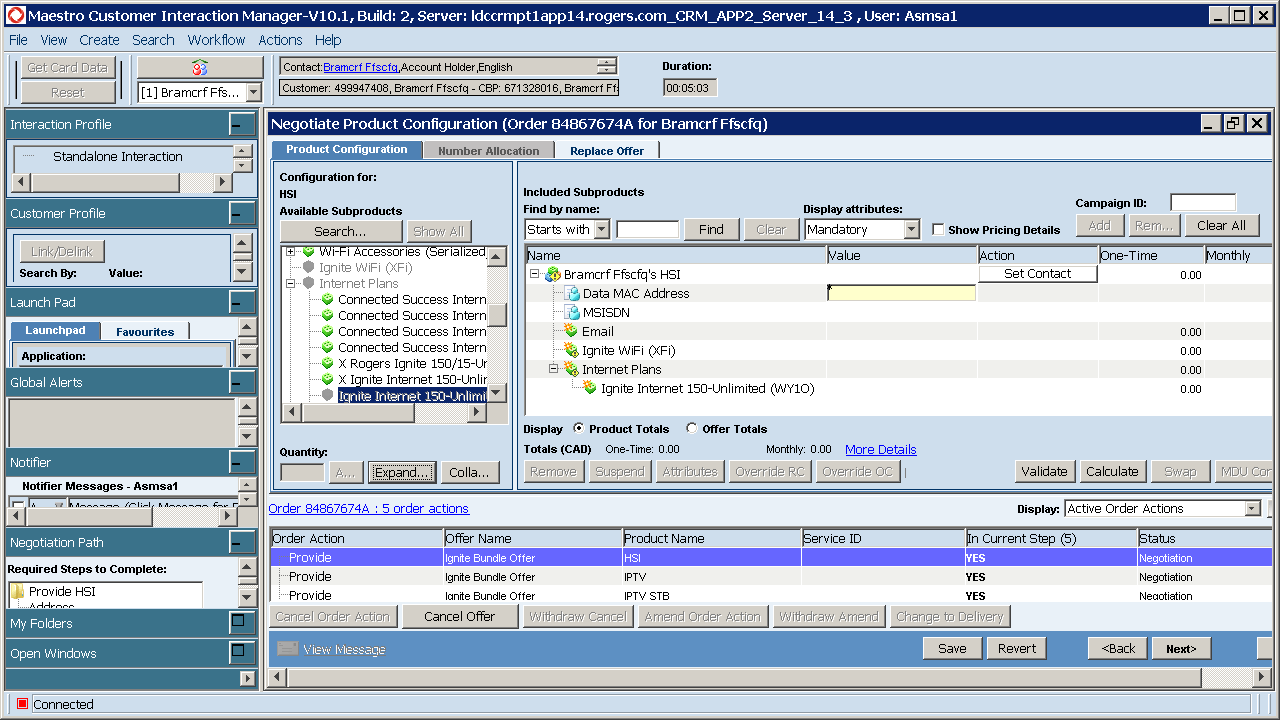 Maestro Customer Interaction Manager-V10.1, Build: 2, Server: ldccrmpt1app14.rogers.com_CRM_APP2_Server_14_3 , User: Asmsa1
File View Create Search Workflow Actions Help
Get Card Data
Reset
[1] Bramcrf Ffs...
Contact:Bramcrf Ffscfq,Account Holder,English
Customer: 499947408, Bramcrf Ffscfq - CBP: 671328016, Bramcrf Ff
Duration:
00:05:03
Interaction Profile
Standalone Interaction
Customer Profile
Link/Delink
Search By: Value:
Launch Pad
Launchpad Favourites
Application:
Global Alerts
Notifier
Notifier Messages - Asmsa1
Negotiation Path
Required Steps to Complete:
Provide HSI
Address
My Folders
Open Windows
Negotiate Product Configuration (Order 84867674A for Bramcrf Ffscfq)
Product Configuration Number Allocation Replace Offer
Configuration for:
HSI
Available Subproducts
Search... Show All
Wi-Fi Accessories (Serialized
Ignite WiFi (XFi)
Internet Plans
Connected Success Intern
Connected Success Intern
Connected Success Intern
Connected Success Intern
X Rogers Ignite 150/15-Un
X Ignite Internet 150-Unlin
Ignite Internet 150-Unlimi
Quantity:
A... Expand... Colla...
Included Subproducts
Find by name:
Starts with Find Clear
Display attributes:
Mandatory
Show Pricing Details
Campaign ID:
Add Rem... Clear All
Name Value Action One-Time Monthly
Bramcrf Ffscfq's HSI Set Contact 0.00
Data MAC Address
MSISDN
Email 0.00
Ignite WiFi (XFi) 0.00
Internet Plans 0.00
Ignite Internet 150-Unlimited (WY1O) 0.00
Display Product Totals Offer Totals
Totals (CAD) One-Time: 0.00 Monthly: 0.00 More Details
Remove Suspend Attributes Override RC Override OC Validate Calculate Swap MDU Con
Order 84867674A : 5 order actions
Display: Active Order Actions
Order Action Offer Name Product Name Service ID In Current Step (5) Status
Provide Ignite Bundle Offer HSI YES Negotiation
Provide Ignite Bundle Offer IPTV YES Negotiation
Provide Ignite Bundle Offer IPTV STB YES Negotiation
Cancel Order Action Cancel Offer Withdraw Cancel Amend Order Action Withdraw Amend Change to Delivery
View Message
Save Revert <Back Next>
Connected